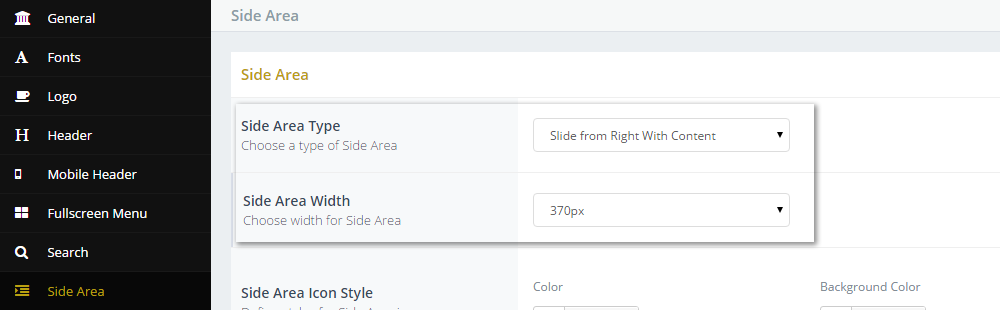 General
Fonts
Logo
Header
Mobile Header
Fullscreen Menu
Search
Side Area
Side Area
Side Area
Side Area Type
Choose a type of Side Area
Slide from Right With Content
Side Area Width
Choose width for Side Area
370px
Side Area Icon Style
Color
Background Color